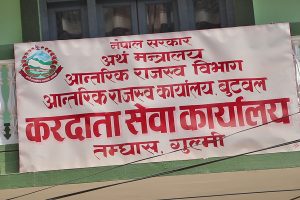 नेपाल सरकार
अर्थ मन्त्रालय
आन्तरिक राजस्व विभाग
आन्तरिक राजस्व कार्यालय बुटवल
करदाता सेवा कार्यालय
तम्घास, गुल्मी